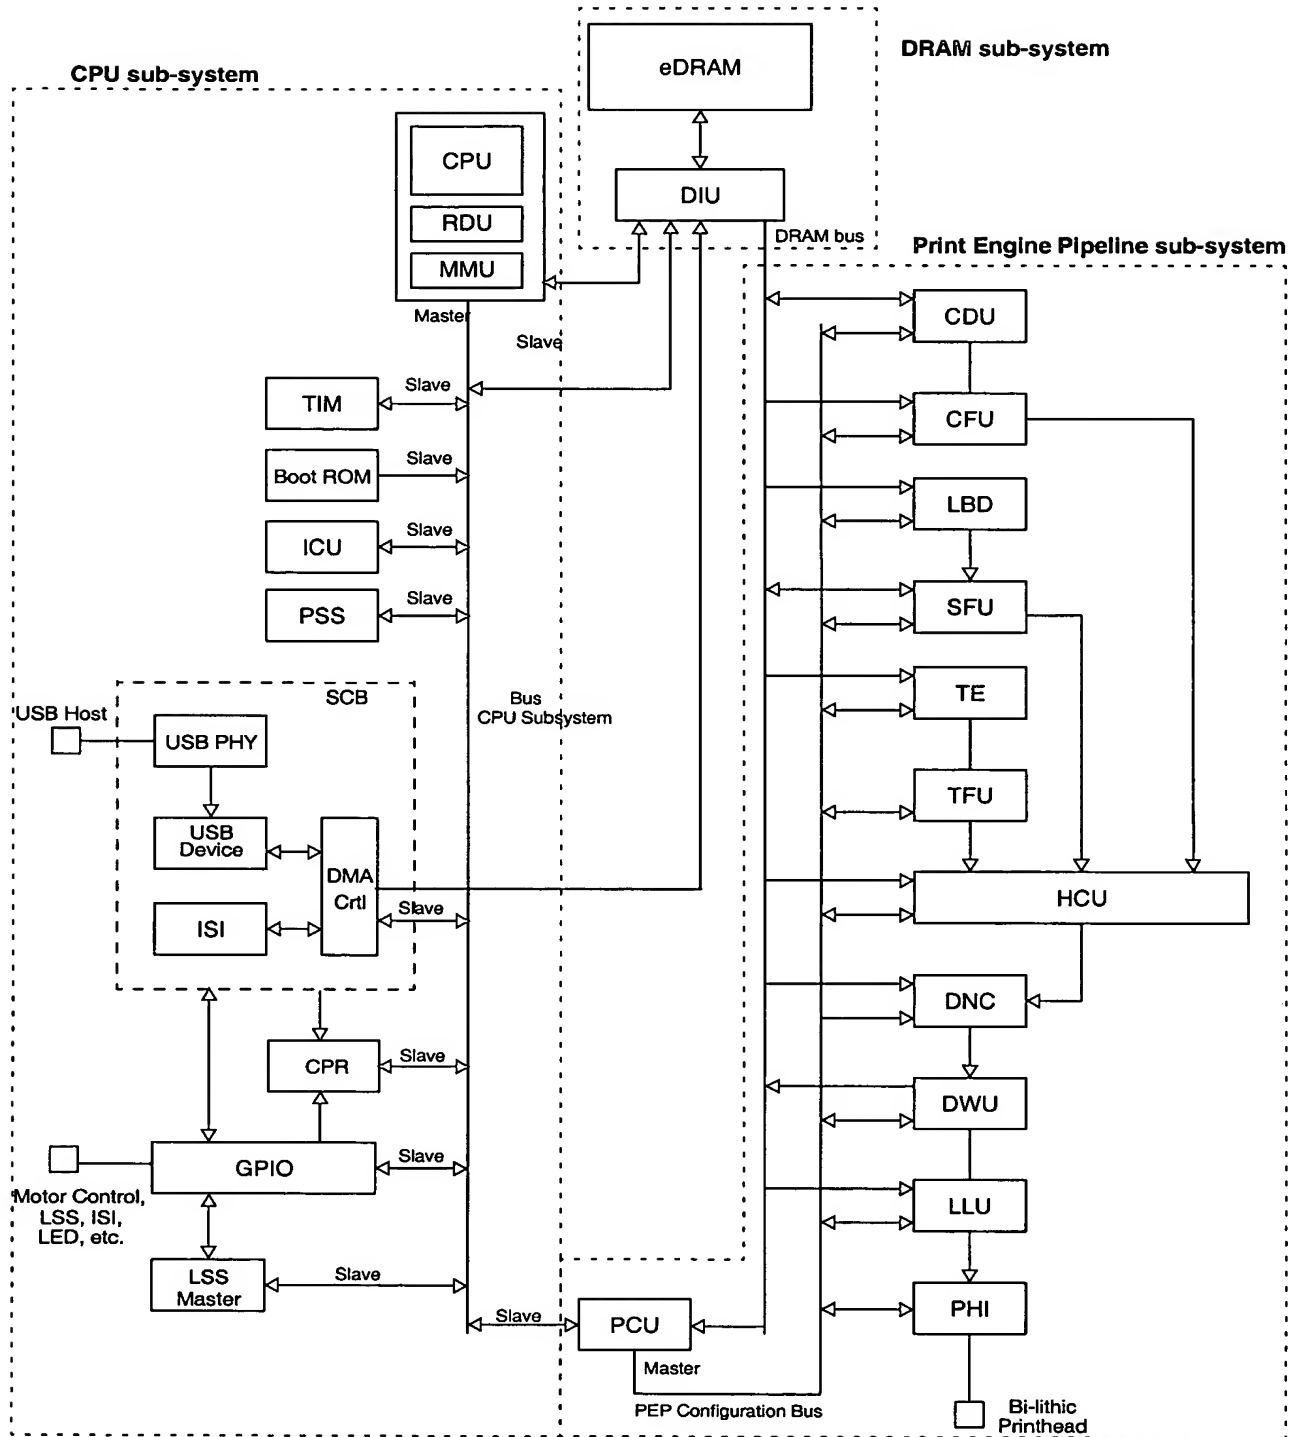 DRAM sub-system
eDRAM
CPU sub-system
CPU
DIU
RDU
DRAM bus
Print Engine Pipeline sub-system
MMU
Master
CDU
Slave
TIM
Slave
CFU
Boot ROM
Slave
LBD
ICU
Slave
PSS
Slave
SFU
SCB
TE
USB Host
Bus
CPU Subsystem
USB PHY
TFU
USB
Device
DMA
Crtl
HCU
ISI
Slave
DNC
CPR
Slave
DWU
GPIO
Slave
Motor Control,
LSS, ISI,
LED, etc.
LLU
LSS
Master
Slave
PHI
Slave
PCU
Master
PEP Configuration Bus
Bi-lithic
Printhead